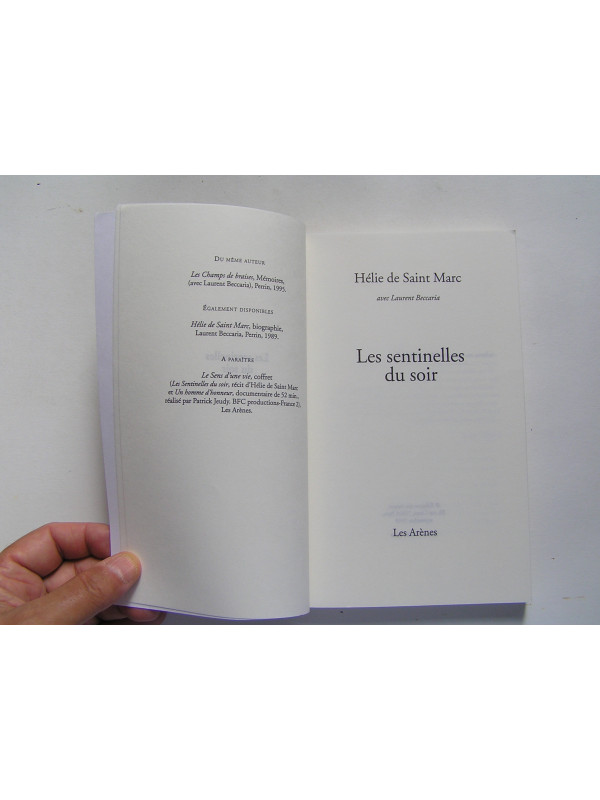 DU MÊME AUTEUR
Les Champs de braises, Mémoires,
(avec Laurent Beccaria), Perrin, 1995.
ÉGALEMENT DISPONIBLES
Hélie de Saint Marc, biographie,
Laurent Beccaria, Perrin, 1989.
A PARAÎTRE
Le Sens d'une vie, coffret
(Les Sentinelles du soir, récit d'Hélie de Saint Marc
et Un homme d'honneur, documentaire de 52 min,
réalisé par Patrick Jeudy. BFC productions-France 2),
Les Arènes.
Hélie de Saint Marc
avec Laurent Beccaria
Les sentinelles
du soir
Les Arènes